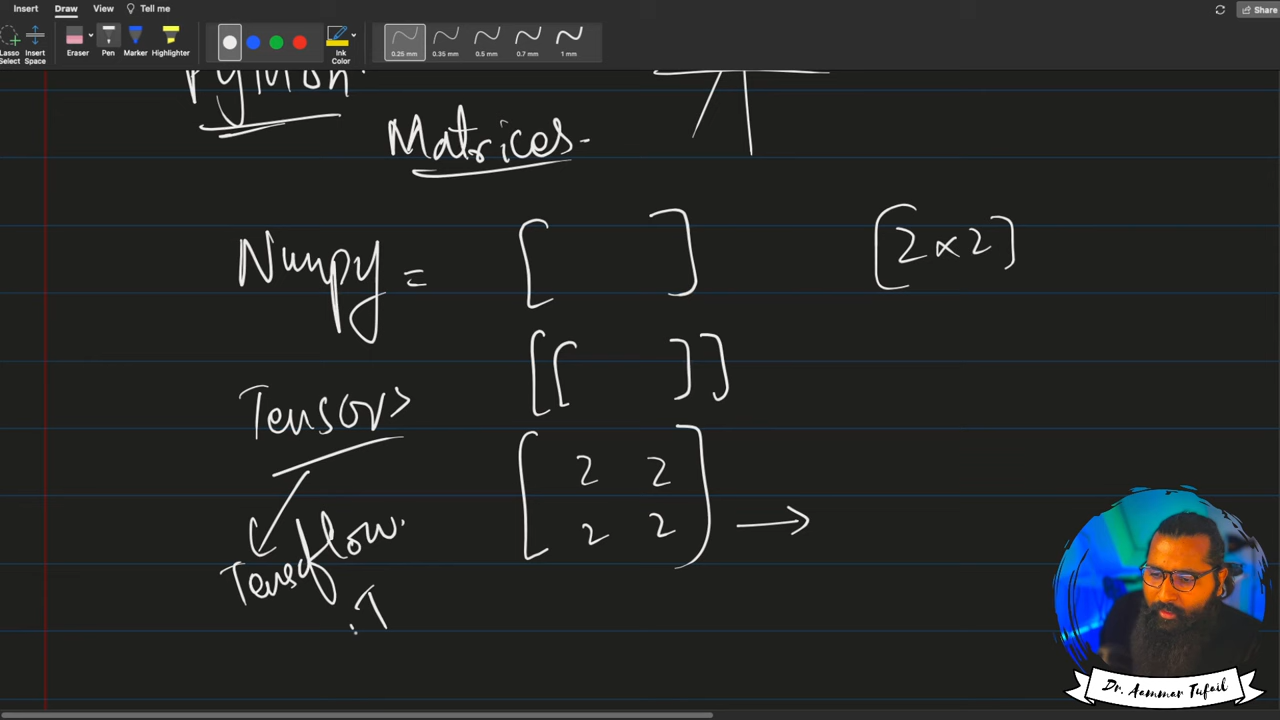 Insert Draw View Tell me
Share
Lasso Select
Insert Space
Eraser
Pen
Marker
Highlighter
Ink Color
0.25 mm
0.35 mm
0.5 mm
0.7 mm
1 mm
Python.
Matrices-
Numpy = [ ] [2×2]
[[ ]]
Tensors
[ 2 2
2 2 ] →
Tensorflow.
.T
Dr. Aammar Tufail